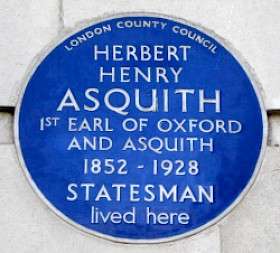 LONDON COUNTY COUNCIL
HERBERT
HENRY
ASQUITH
1ST EARL OF OXFORD
AND ASQUITH
1852 - 1928
STATESMAN
lived here